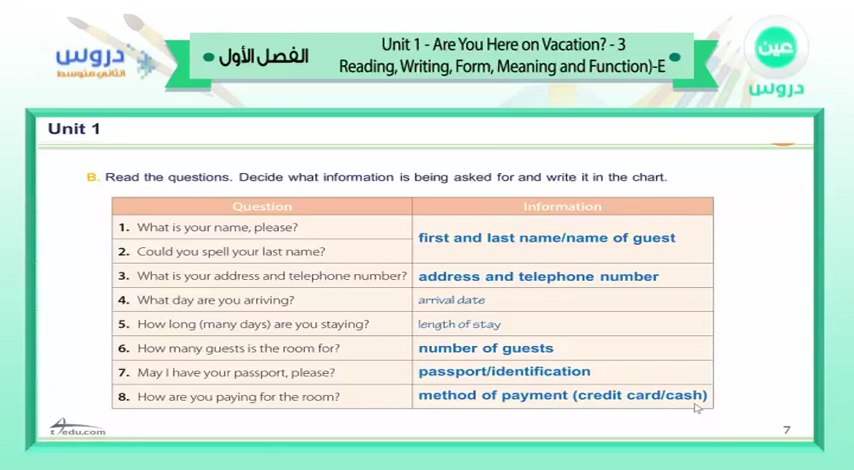 دروس
الثاني متوسط
الفصل الأول
Unit 1 - Are You Here on Vacation? - 3
Reading, Writing, Form, Meaning and Function)-E
عين
دروس
Unit 1
B. Read the questions. Decide what information is being asked for and write it in the chart.
Question Information
1. What is your name, please?
first and last name/name of guest
2. Could you spell your last name?
3. What is your address and telephone number? address and telephone number
4. What day are you arriving? arrival date
5. How long (many days) are you staying? length of stay
6. How many guests is the room for? number of guests
7. May I have your passport, please? passport/identification
8. How are you paying for the room? method of payment (credit card/cash)
t4edu.com
7